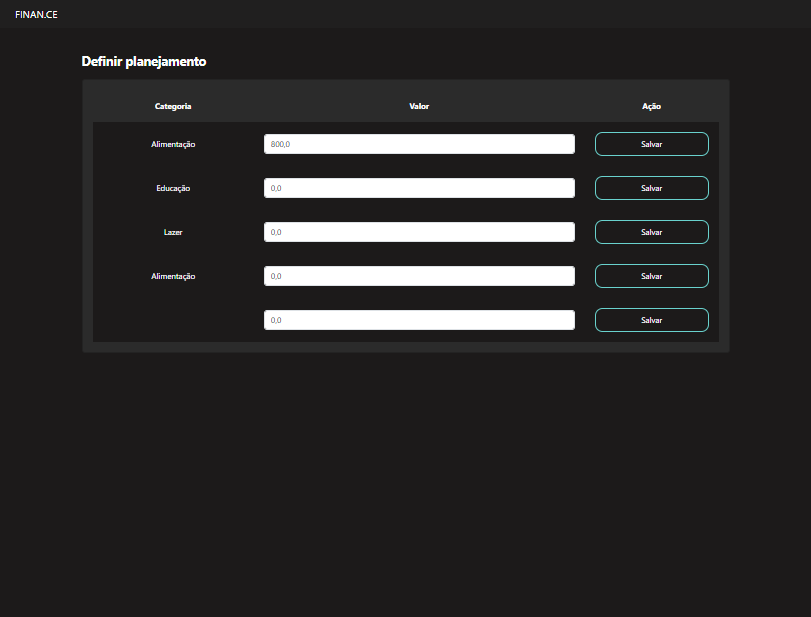 FINAN.CE
Definir planejamento
Categoria Valor Ação
Alimentação 800,0 Salvar
Educação 0,0 Salvar
Lazer 0,0 Salvar
Alimentação 0,0 Salvar
0,0 Salvar